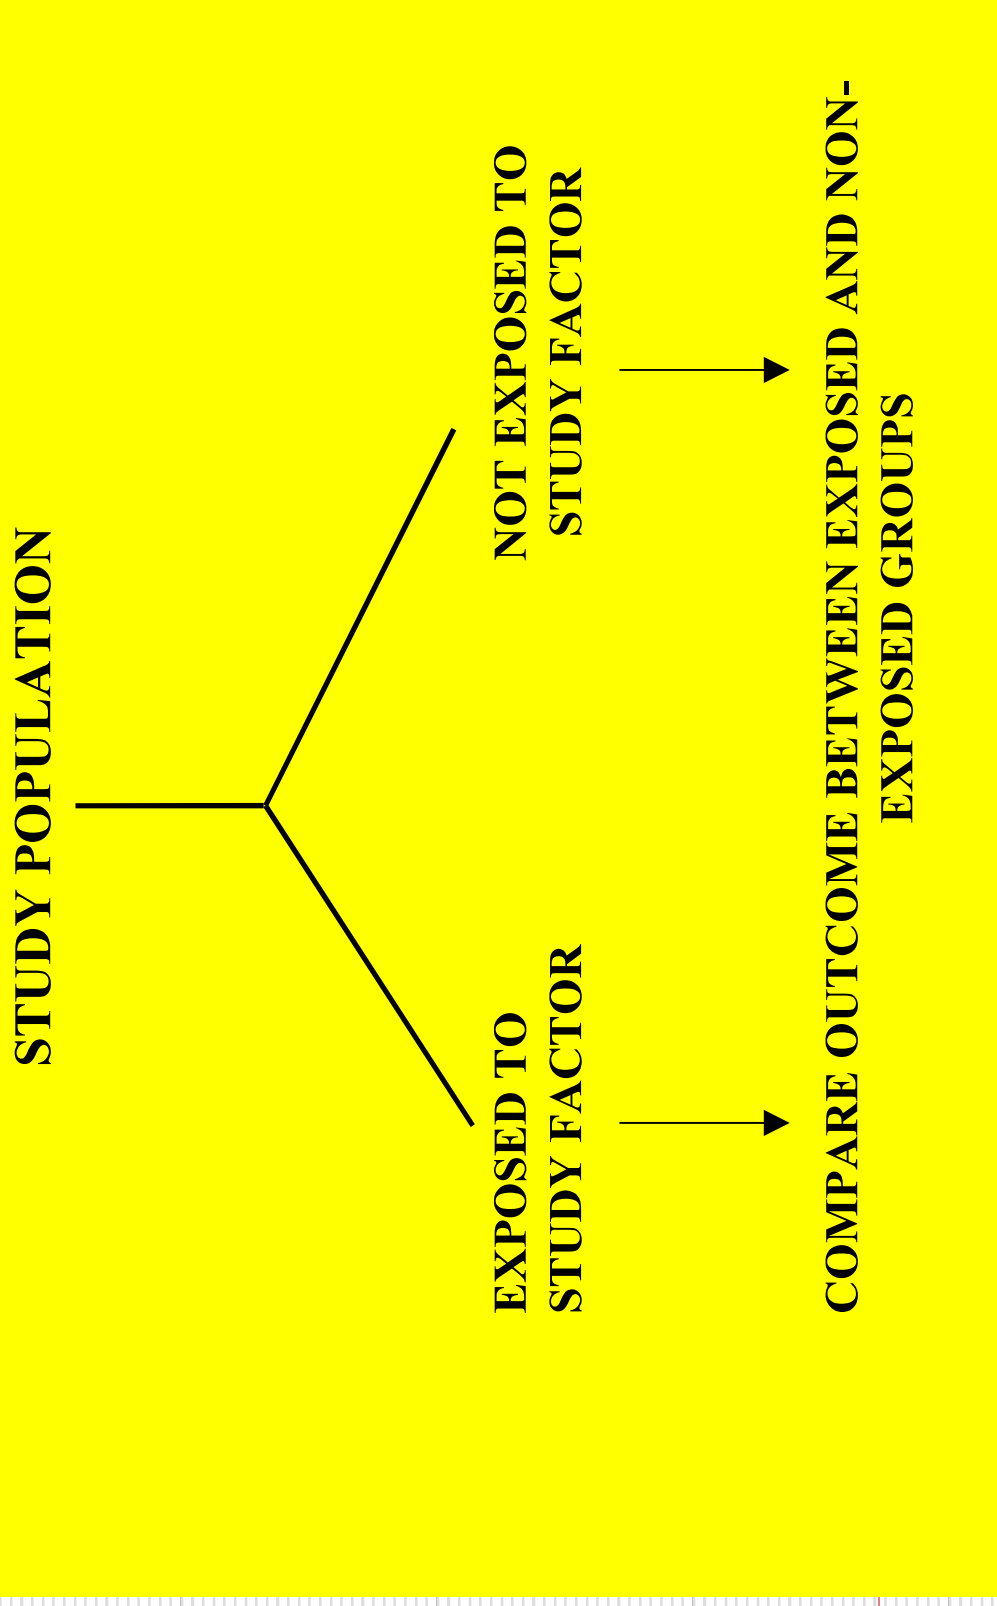 STUDY POPULATION
EXPOSED TO
STUDY FACTOR
NOT EXPOSED TO
STUDY FACTOR
COMPARE OUTCOME BETWEEN EXPOSED AND NON-
EXPOSED GROUPS